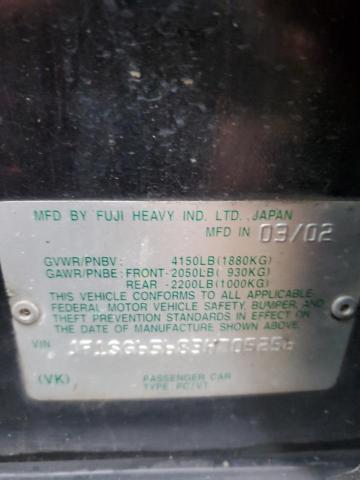 MFD BY FUJI HEAVY IND. LTD., JAPAN
MFD IN 03/02
GVWR/PNBV: 4150LB(1880KG)
GAWR/PNBE: FRONT-2050LB( 930KG)
REAR -2200LB(1000KG)
THIS VEHICLE CONFORMS TO ALL APPLICABLE
FEDERAL MOTOR VEHICLE SAFETY, BUMPER, AND
THEFT PREVENTION STANDARDS IN EFFECT ON
THE DATE OF MANUFACTURE SHOWN ABOVE.
VIN
(VK) PASSENGER CAR
TYPE PC/VT